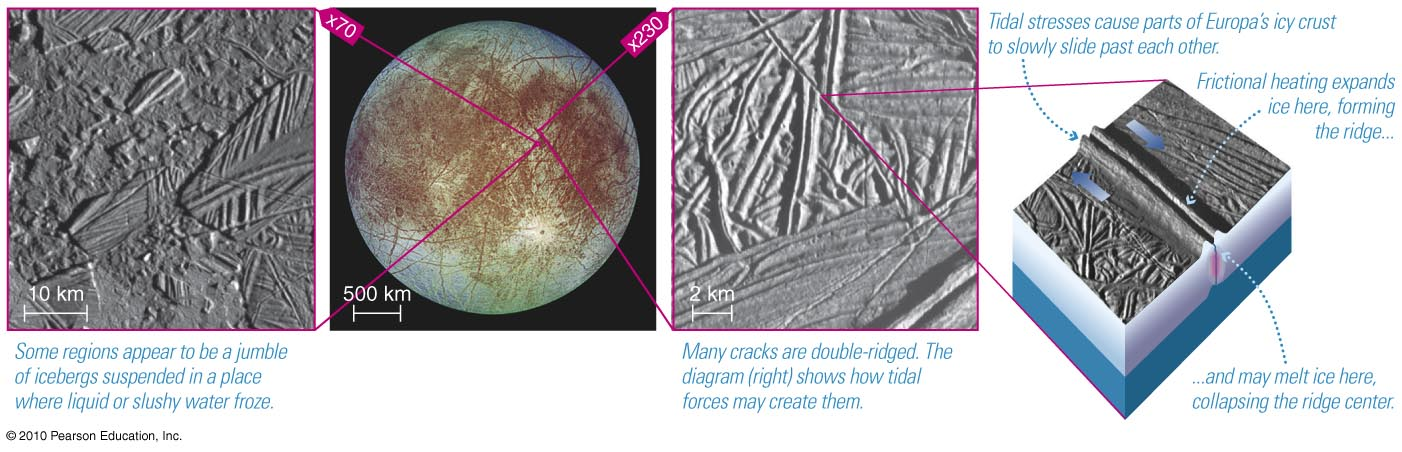 x70
x230
10 km
500 km
2 km
Some regions appear to be a jumble
of icebergs suspended in a place
where liquid or slushy water froze.
Many cracks are double-ridged. The
diagram (right) shows how tidal
forces may create them.
Tidal stresses cause parts of Europa's icy crust
to slowly slide past each other.
Frictional heating expands
ice here, forming
the ridge...
...and may melt ice here,
collapsing the ridge center.
© 2010 Pearson Education, Inc.